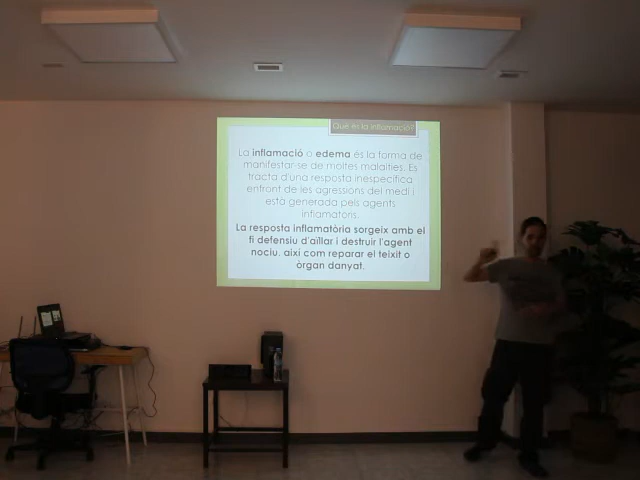 Què és la inflamació?
La inflamació o edema és la forma de
manifestar-se de moltes malalties. Es
tracta d'una resposta inespecífica
enfront de les agressions del medi i
està generada pels agents
inflamatoris.
La resposta inflamatòria sorgeix amb el
fi defensiu d'aïllar i destruir l'agent
nociu, així com reparar el teixit o
òrgan danyat.